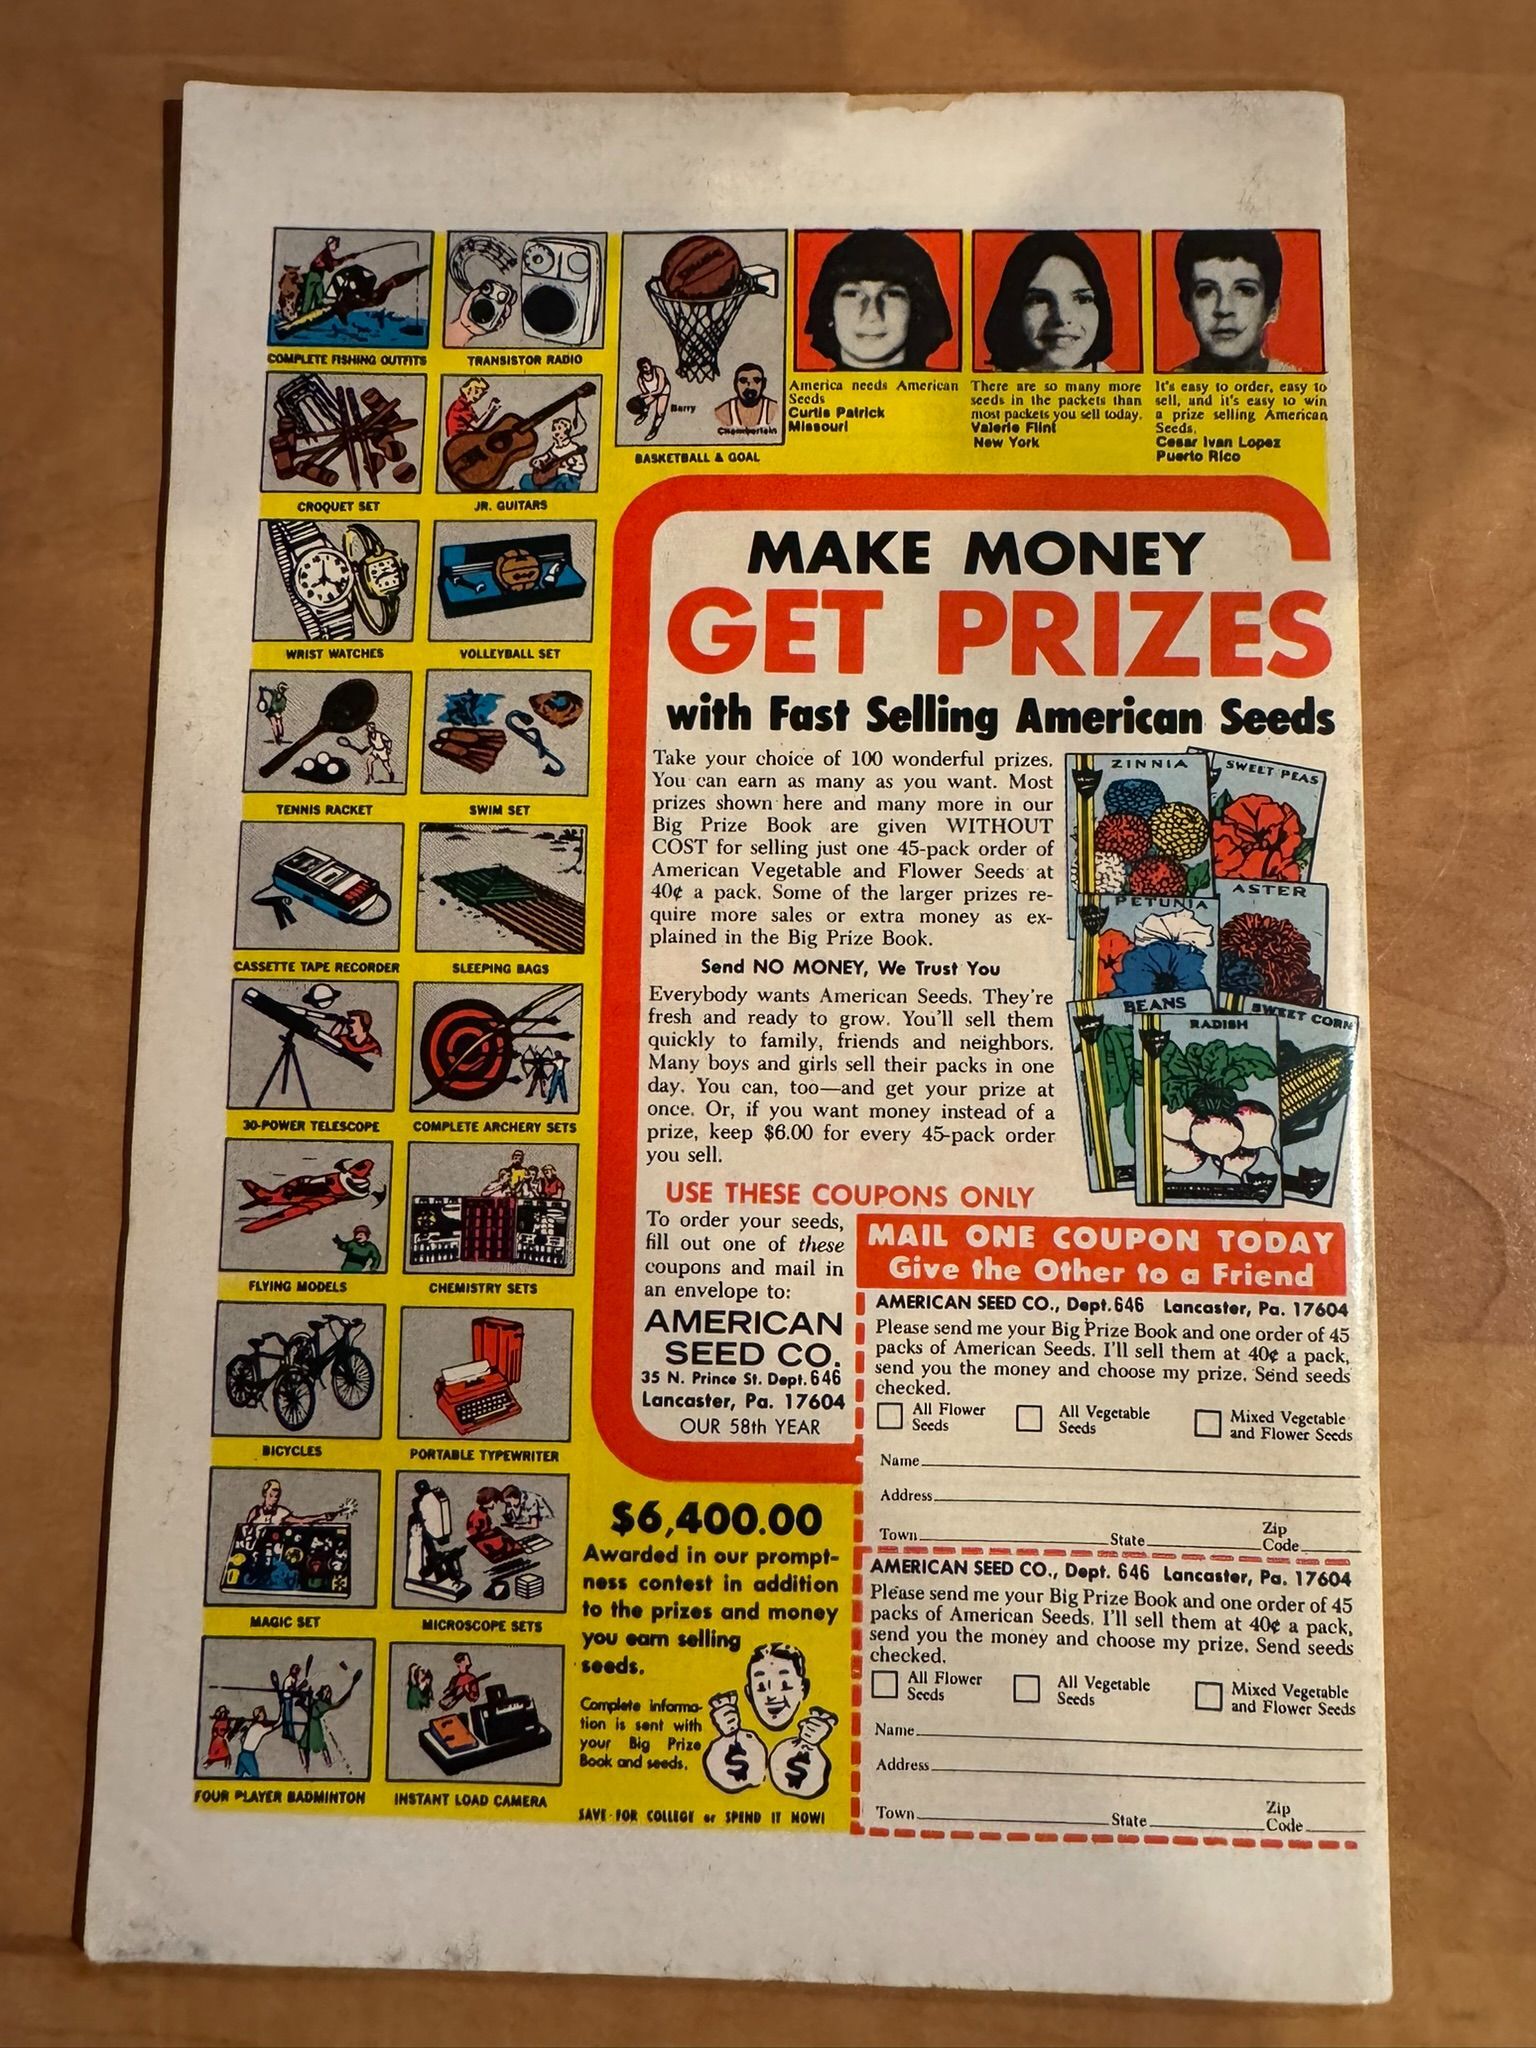 COMPLETE FISHING OUTFITS
TRANSISTOR RADIO
Barry
Chamberlain
BASKETBALL & GOAL
America needs American
Seeds
Curtis Patrick
Missouri
There are so many more
seeds in the packets than
most packets you sell today.
Valerie Flint
New York
It's easy to order, easy to
sell, and it's easy to win
a prize selling American
Seeds.
Cesar Ivan Lopez
Puerto Rico
CROQUET SET
JR. GUITARS
WRIST WATCHES
VOLLEYBALL SET
TENNIS RACKET
SWIM SET
CASSETTE TAPE RECORDER
SLEEPING BAGS
30-POWER TELESCOPE
COMPLETE ARCHERY SETS
FLYING MODELS
CHEMISTRY SETS
BICYCLES
PORTABLE TYPEWRITER
MAGIC SET
MICROSCOPE SETS
FOUR PLAYER BADMINTON
INSTANT LOAD CAMERA
MAKE MONEY
GET PRIZES
with Fast Selling American Seeds
Take your choice of 100 wonderful prizes.
You can earn as many as you want. Most
prizes shown here and many more in our
Big Prize Book are given WITHOUT
COST for selling just one 45-pack order of
American Vegetable and Flower Seeds at
40¢ a pack. Some of the larger prizes re-
quire more sales or extra money as ex-
plained in the Big Prize Book.
Send NO MONEY, We Trust You
Everybody wants American Seeds. They're
fresh and ready to grow. You'll sell them
quickly to family, friends and neighbors.
Many boys and girls sell their packs in one
day. You can, too—and get your prize at
once. Or, if you want money instead of a
prize, keep $6.00 for every 45-pack order
you sell.
ZINNIA
SWEET PEAS
PETUNIA
ASTER
BEANS
RADISH
SWEET CORN
USE THESE COUPONS ONLY
To order your seeds,
fill out one of these
coupons and mail in
an envelope to:
AMERICAN
SEED CO.
35 N. Prince St. Dept. 646
Lancaster, Pa. 17604
OUR 58th YEAR
MAIL ONE COUPON TODAY
Give the Other to a Friend
AMERICAN SEED CO., Dept. 646 Lancaster, Pa. 17604
Please send me your Big Prize Book and one order of 45
packs of American Seeds. I'll sell them at 40¢ a pack,
send you the money and choose my prize. Send seeds
checked.
All Flower
Seeds
All Vegetable
Seeds
Mixed Vegetable
and Flower Seeds
Name
Address
Town State Zip
Code
AMERICAN SEED CO., Dept. 646 Lancaster, Pa. 17604
Please send me your Big Prize Book and one order of 45
packs of American Seeds. I'll sell them at 40¢ a pack,
send you the money and choose my prize. Send seeds
checked.
All Flower
Seeds
All Vegetable
Seeds
Mixed Vegetable
and Flower Seeds
Name
Address
Town State Zip
Code
$6,400.00
Awarded in our prompt-
ness contest in addition
to the prizes and money
you earn selling
seeds.
Complete informa-
tion is sent with
your Big Prize
Book and seeds.
$ $
SAVE FOR COLLEGE or SPEND IT NOW!